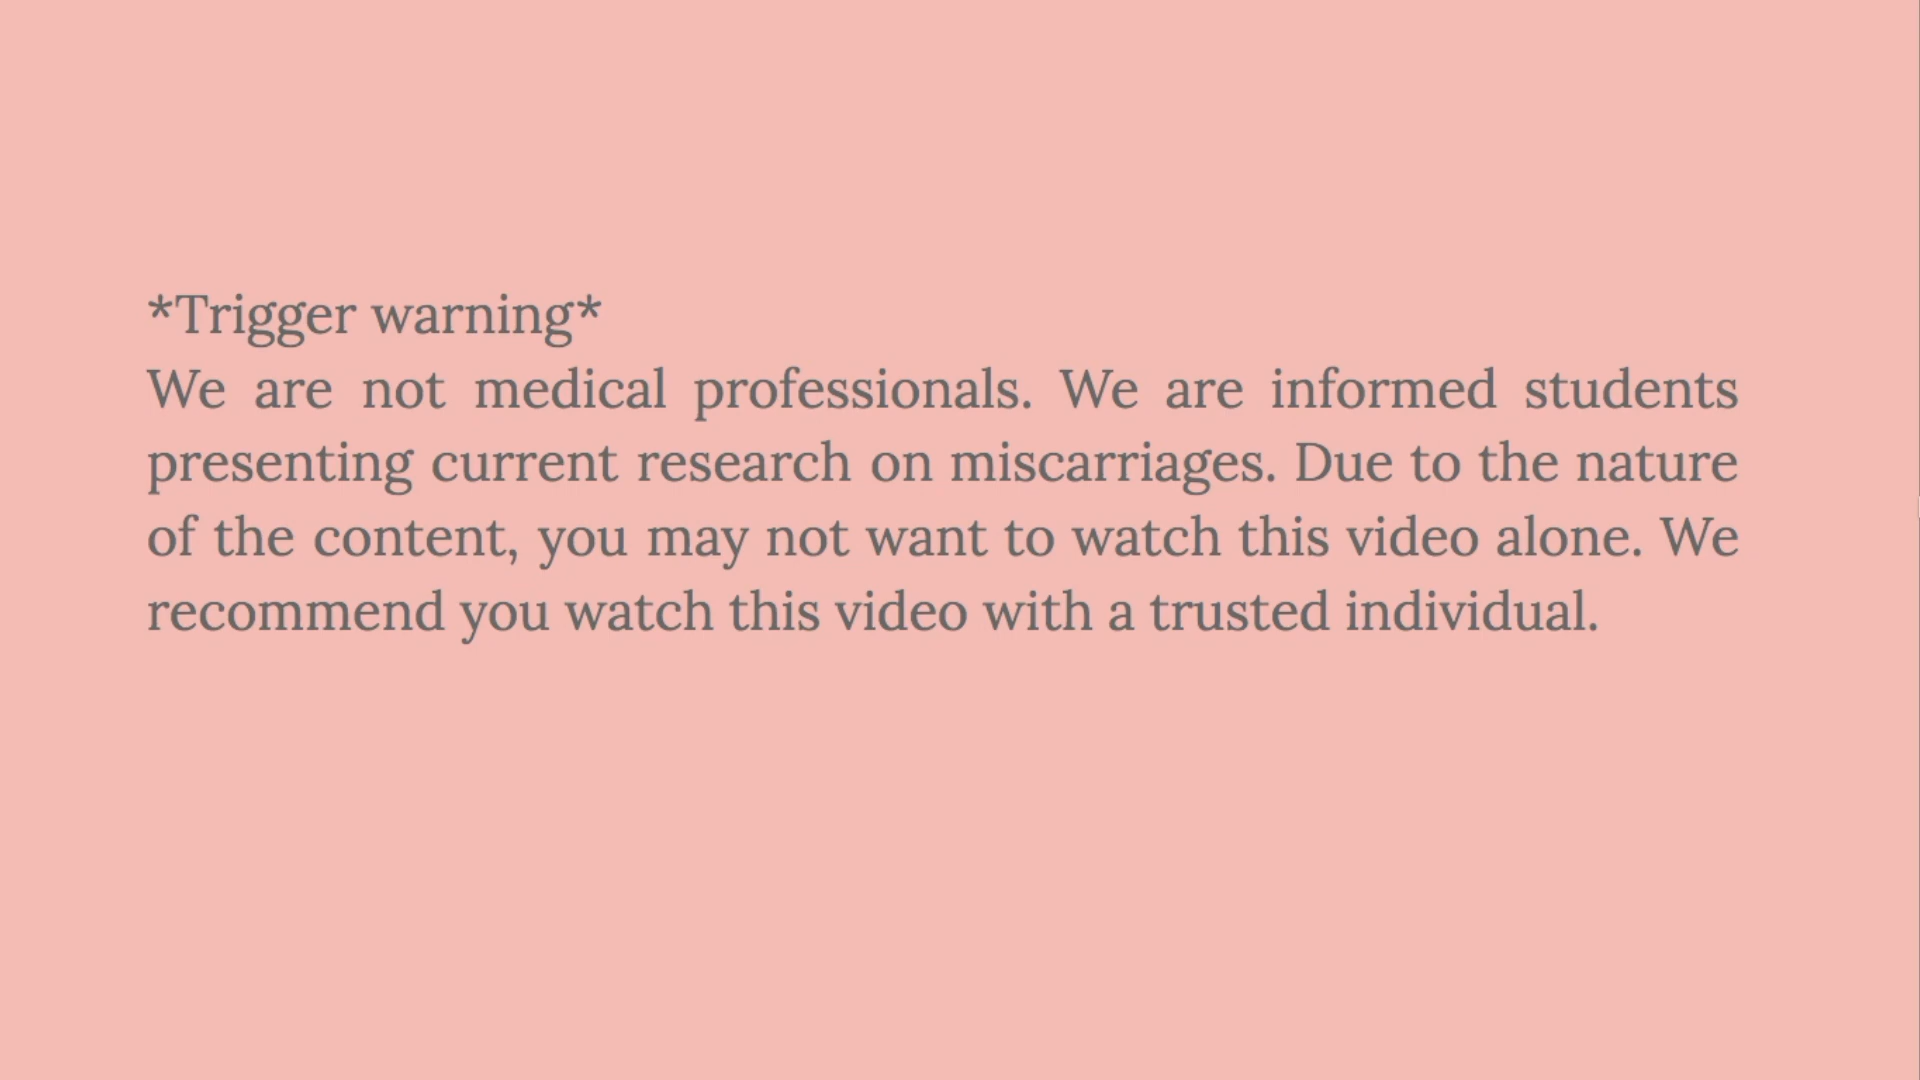 *Trigger warning*
We are not medical professionals. We are informed students
presenting current research on miscarriages. Due to the nature
of the content, you may not want to watch this video alone. We
recommend you watch this video with a trusted individual.